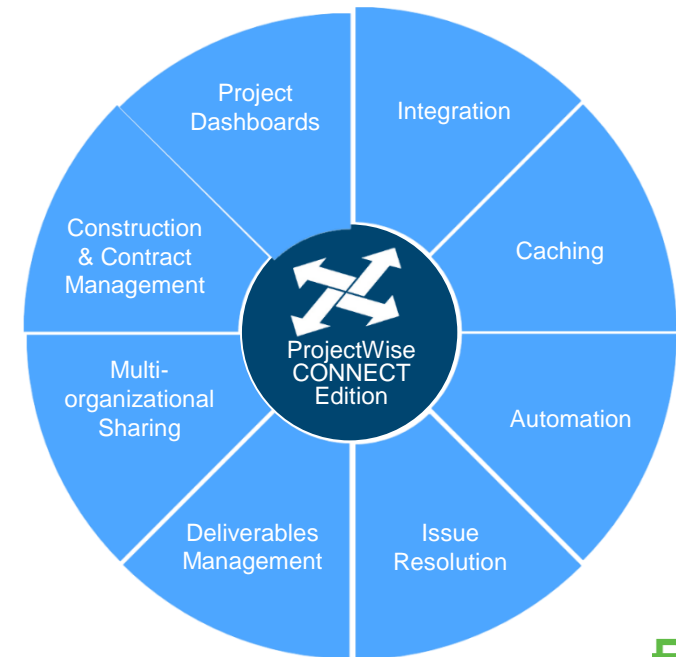 Project
Dashboards
Integration
Construction
& Contract
Management
Caching
ProjectWise
CONNECT
Edition
Multi-
organizational
Sharing
Automation
Deliverables
Management
Issue
Resolution